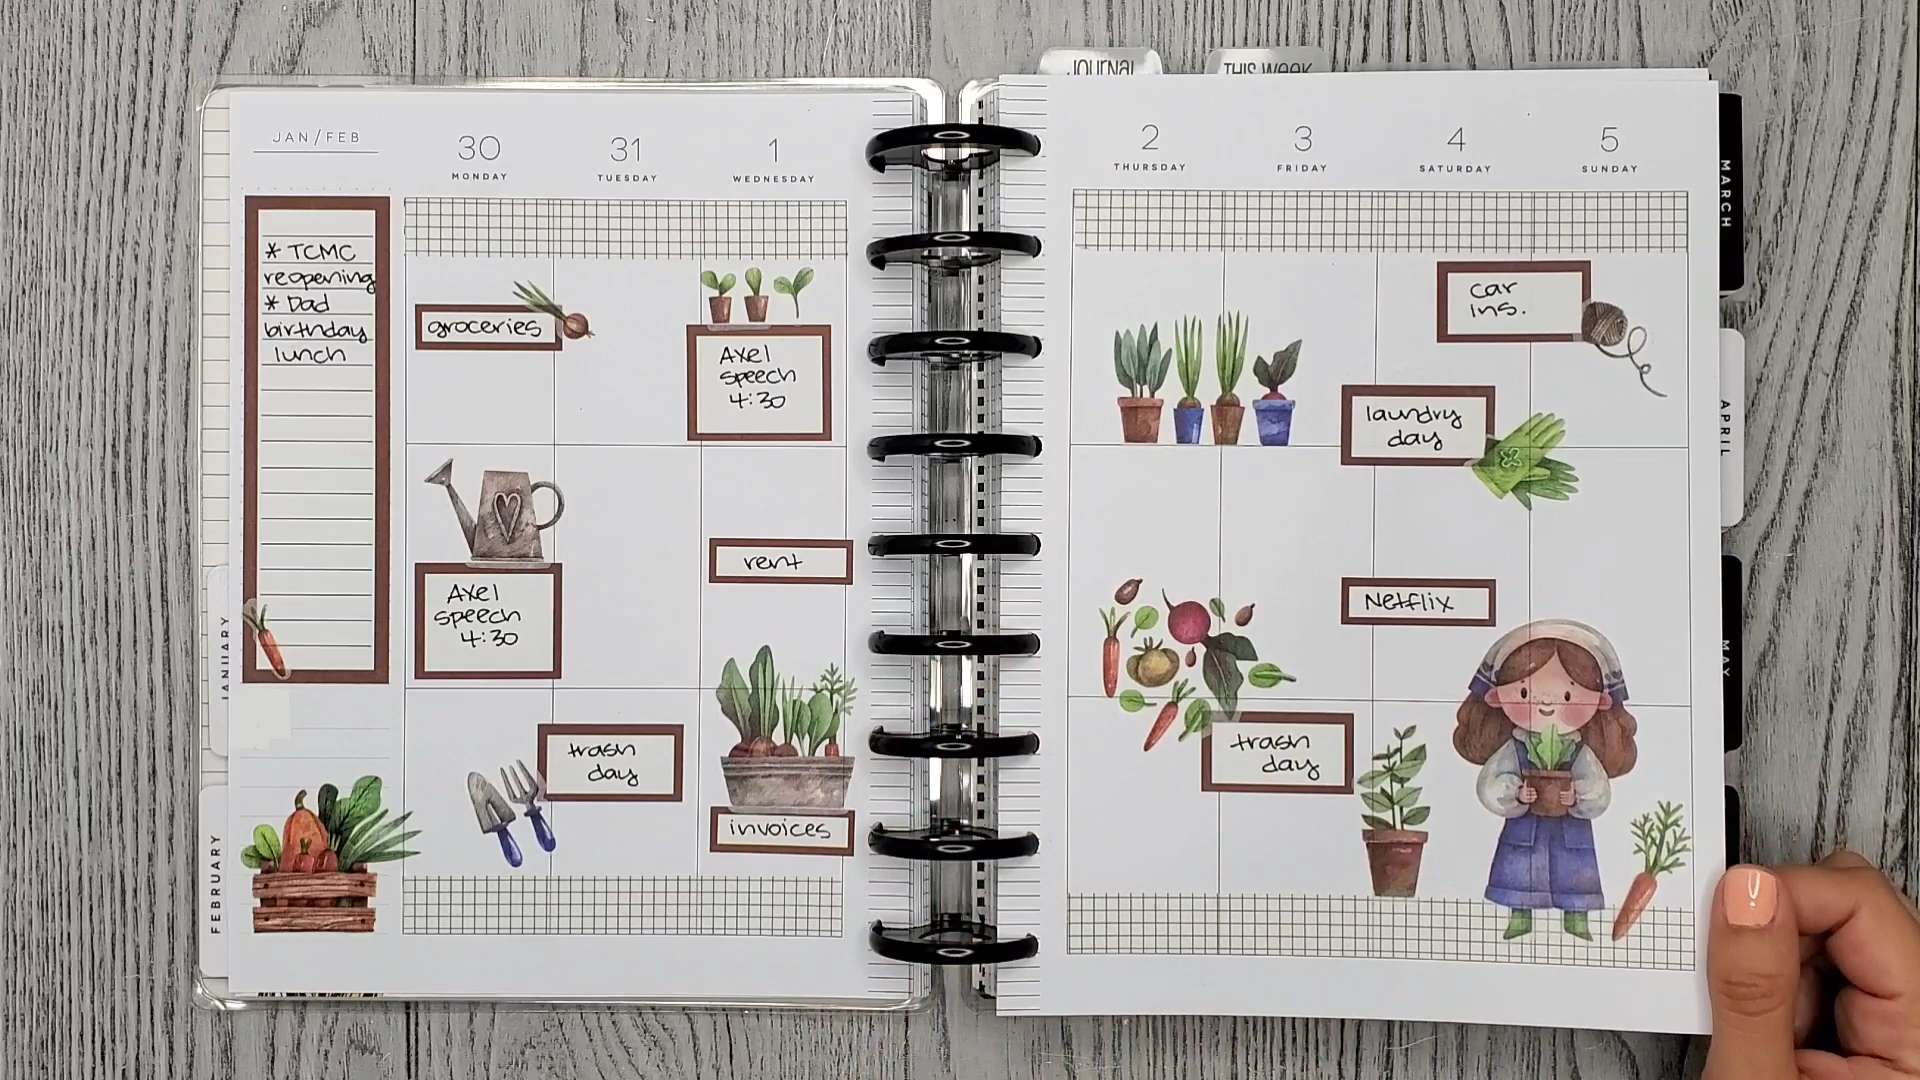 JOURNAL
THIS WEEK
JAN/FEB
30
MONDAY
31
TUESDAY
1
WEDNESDAY
2
THURSDAY
3
FRIDAY
4
SATURDAY
5
SUNDAY
* TCMC
reopening
* Dad
birthday
lunch
groceries
Axel
speech
4:30
Axel
speech
4:30
rent
trash
day
invoices
car
ins.
laundry
day
Netflix
trash
day
JANUARY
FEBRUARY
MARCH
APRIL
MAY